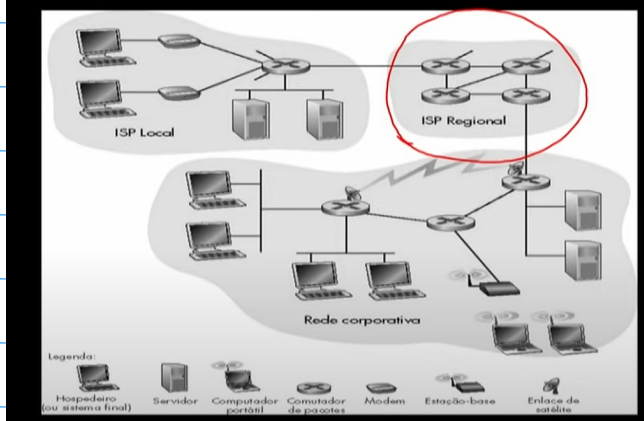 ISP Local
ISP Regional
Rede corporativa
Legenda:
Hospedeiro
(ou sistema final)
Servidor
Computador
portátil
Comutador
de pacotes
Modem
Estação-base
Enlace de
satélite